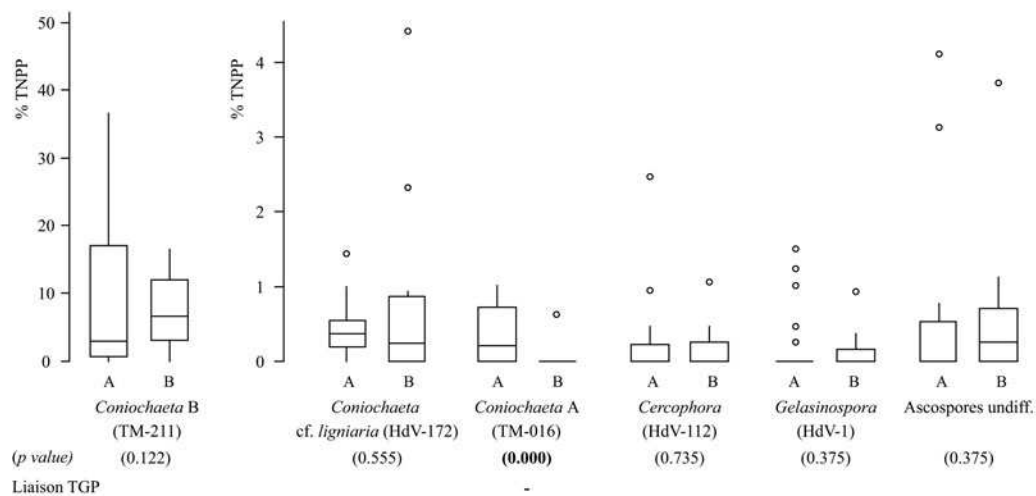 % TNPP
50
40
30
20
10
0
A B
Coniochaeta B
(TM-211)
% TNPP
4
3
2
1
0
A B A B A B A B A B
Coniochaeta Coniochaeta A Cercophora Gelasinospora Ascospores undiff.
cf. ligniaria (HdV-172) (TM-016) (HdV-112) (HdV-1)
(p value) (0.122) (0.555) (0.000) (0.735) (0.375) (0.375)
Liaison TGP -